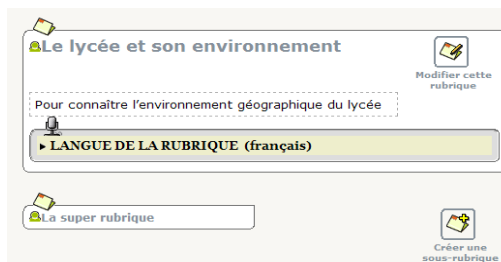 Le lycée et son environnement
Modifier cette
rubrique
Pour connaître l'environnement géographique du lycée
LANGUE DE LA RUBRIQUE (français)
La super rubrique
Créer une
sous-rubrique